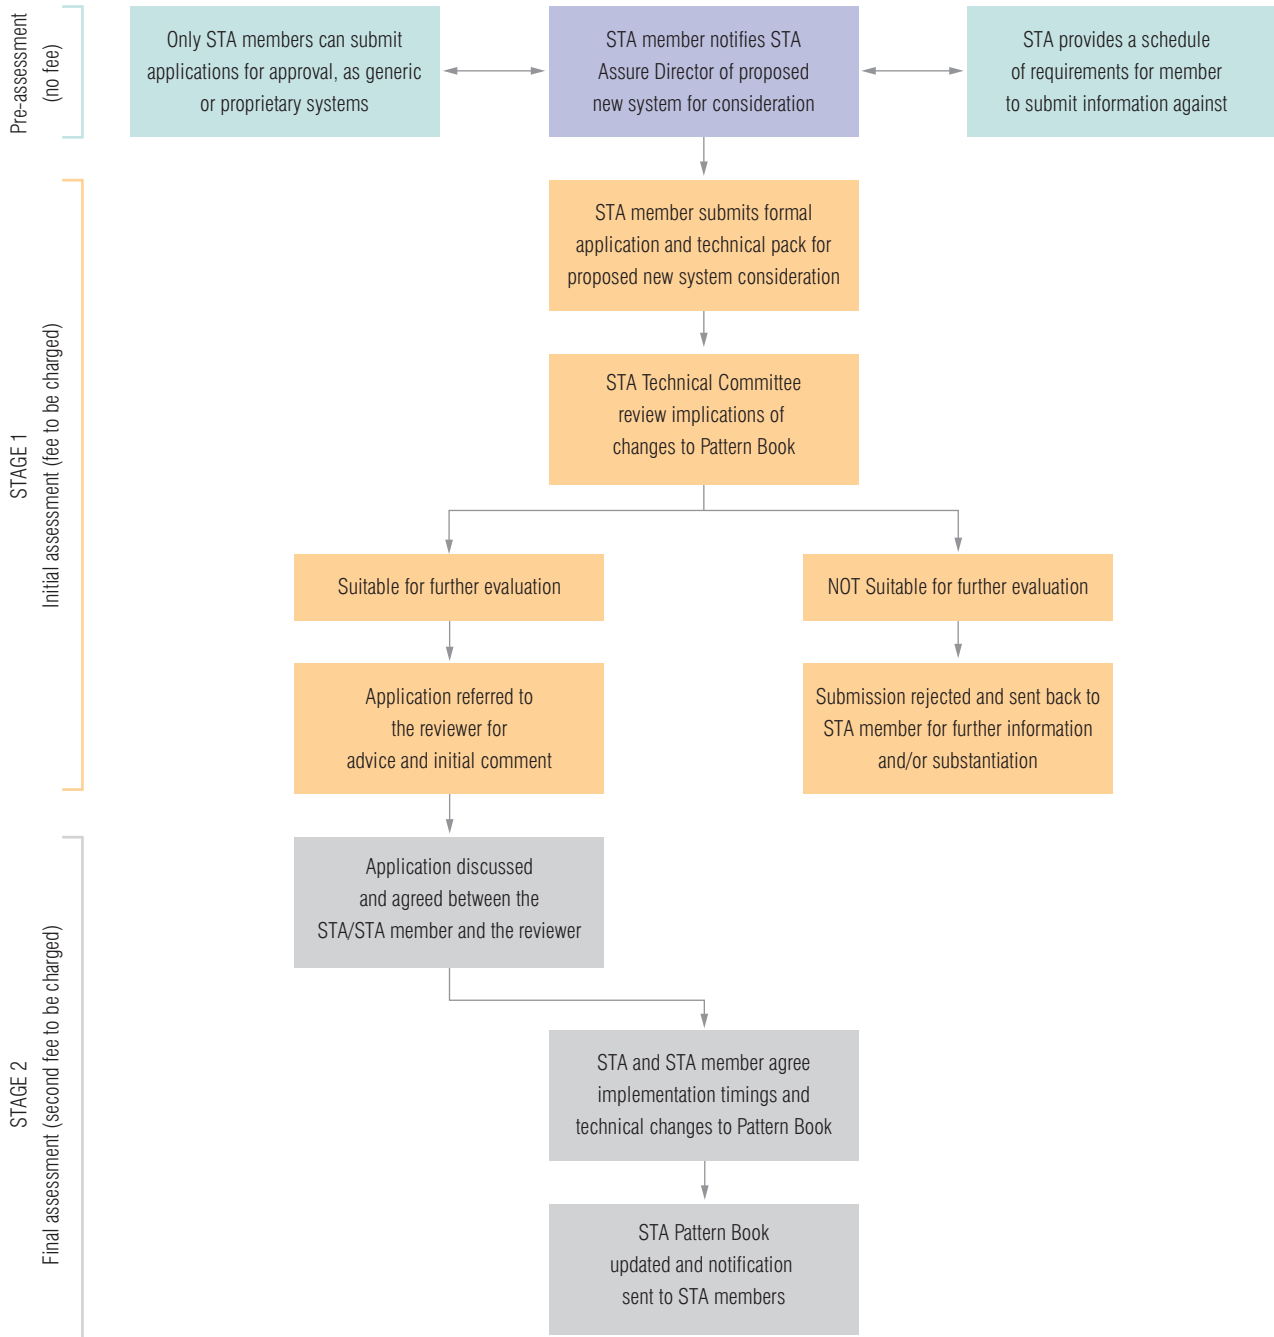 Pre-assessment
(no fee)
Only STA members can submit
applications for approval, as generic
or proprietary systems
STA member notifies STA
Assure Director of proposed
new system for consideration
STA provides a schedule
of requirements for member
to submit information against
STAGE 1
Initial assessment (fee to be charged)
STA member submits formal
application and technical pack for
proposed new system consideration
STA Technical Committee
review implications of
changes to Pattern Book
Suitable for further evaluation
NOT Suitable for further evaluation
Application referred to
the reviewer for
advice and initial comment
Submission rejected and sent back to
STA member for further information
and/or substantiation
STAGE 2
Final assessment (second fee to be charged)
Application discussed
and agreed between the
STA/STA member and the reviewer
STA and STA member agree
implementation timings and
technical changes to Pattern Book
STA Pattern Book
updated and notification
sent to STA members